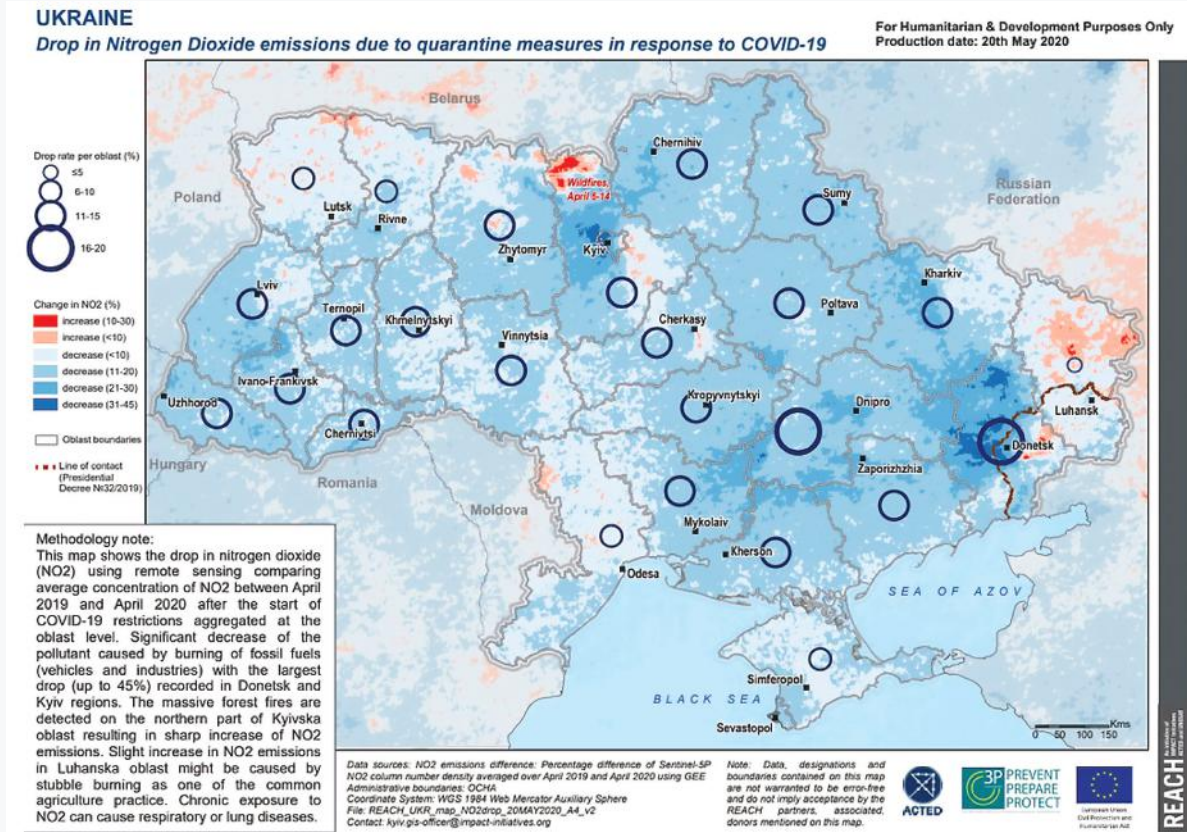 UKRAINE
Drop in Nitrogen Dioxide emissions due to quarantine measures in response to COVID-19
For Humanitarian & Development Purposes Only
Production date: 20th May 2020
Drop rate per oblast (%)
≤5
6-10
11-15
16-20
Change in NO2 (%)
increase (10-30)
increase (<10)
decrease (<10)
decrease (11-20)
decrease (21-30)
decrease (31-45)
Oblast boundaries
Line of contact
(Presidential
Decree №32/2019)
Belarus
Poland
Russian
Federation
Hungary
Romania
Moldova
Wildfires,
April 5-14
Chernihiv
Sumy
Lutsk
Rivne
Zhytomyr
Kyiv
Kharkiv
Lviv
Ternopil
Khmelnytskyi
Vinnytsia
Cherkasy
Poltava
Ivano-Frankivsk
Uzhhorod
Chernivtsi
Kropyvnytskyi
Dnipro
Luhansk
Donetsk
Zaporizhzhia
Mykolaiv
Kherson
Odesa
SEA OF AZOV
BLACK SEA
Simferopol
Sevastopol
Kms
0 50 100 150
Methodology note:
This map shows the drop in nitrogen dioxide
(NO2) using remote sensing comparing
average concentration of NO2 between April
2019 and April 2020 after the start of
COVID-19 restrictions aggregated at the
oblast level. Significant decrease of the
pollutant caused by burning of fossil fuels
(vehicles and industries) with the largest
drop (up to 45%) recorded in Donetsk and
Kyiv regions. The massive forest fires are
detected on the northern part of Kyivska
oblast resulting in sharp increase of NO2
emissions. Slight increase in NO2 emissions
in Luhanska oblast might be caused by
stubble burning as one of the common
agriculture practice. Chronic exposure to
NO2 can cause respiratory or lung diseases.
Data sources: NO2 emissions difference: Percentage difference of Sentinel-5P
NO2 column number density averaged over April 2019 and April 2020 using GEE
Administrative boundaries: OCHA
Coordinate System: WGS 1984 Web Mercator Auxiliary Sphere
File: REACH_UKR_map_NO2drop_20MAY2020_A4_v2
Contact: kyiv.gis-officer@impact-initiatives.org
Note: Data, designations and
boundaries contained on this map
are not warranted to be error-free
and do not imply acceptance by the
REACH partners, associated,
donors mentioned on this map.
ACTED
3P
PREVENT
PREPARE
PROTECT
European Union
Civil Protection and
Humanitarian Aid
REACH